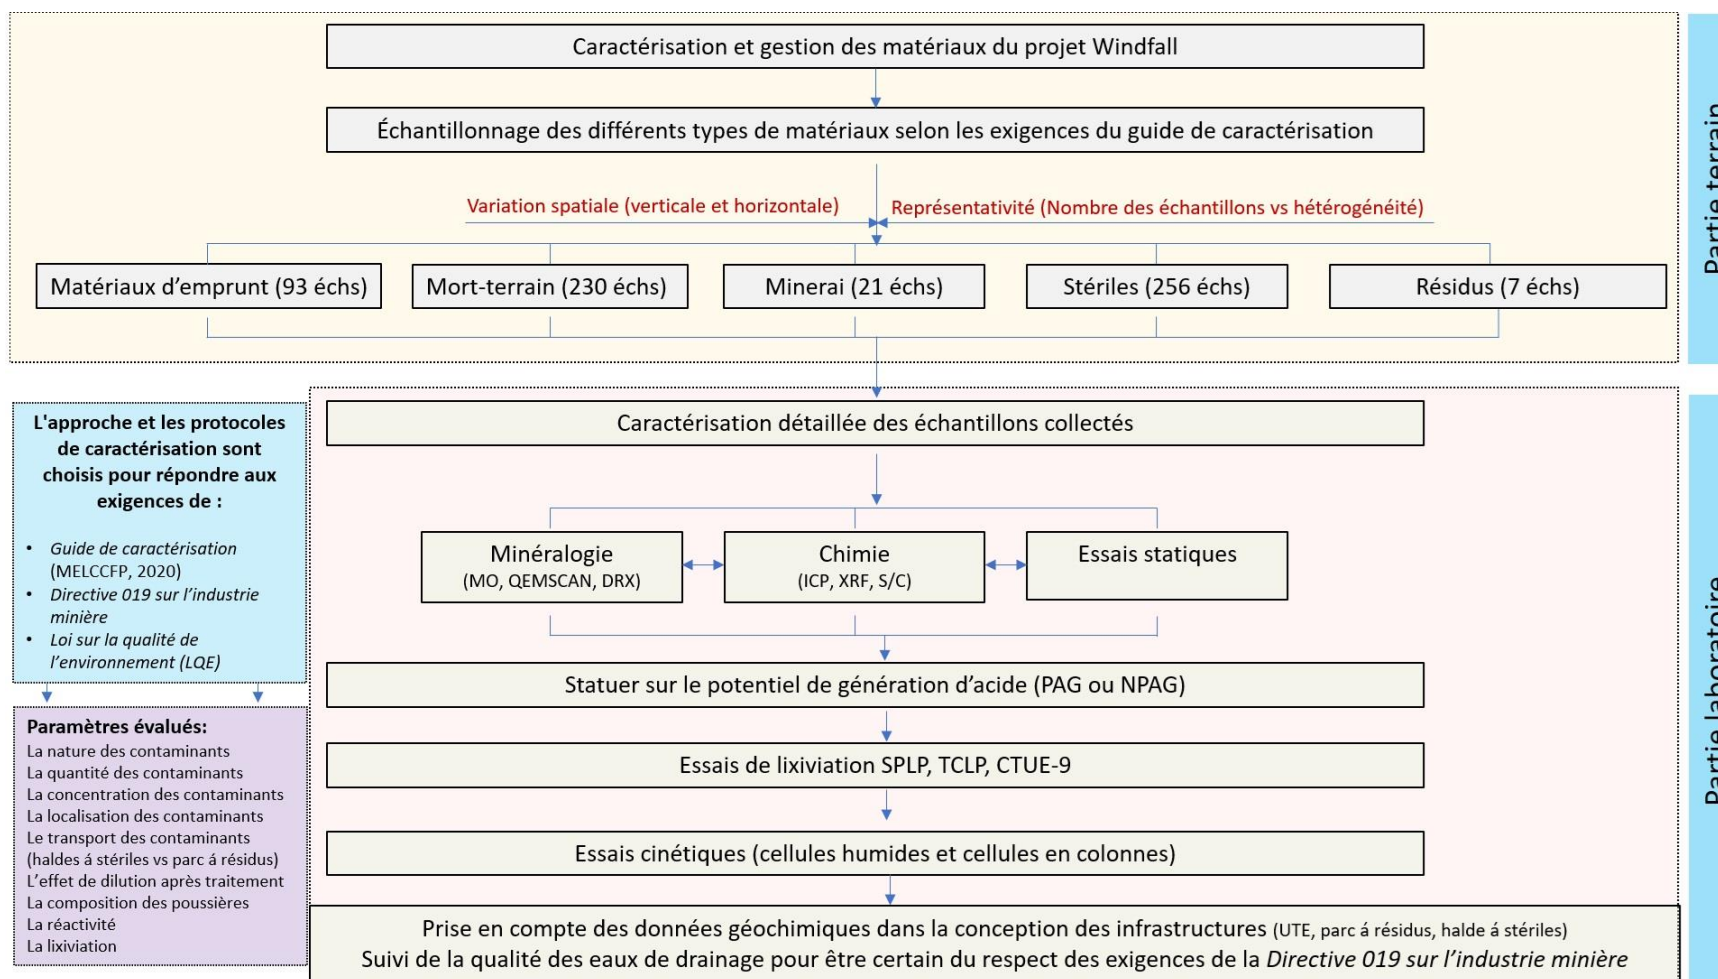 Caractérisation et gestion des matériaux du projet Windfall
Échantillonnage des différents types de matériaux selon les exigences du guide de caractérisation
Variation spatiale (verticale et horizontale)
Représentativité (Nombre des échantillons vs hétérogénéité)
Matériaux d'emprunt (93 échs)
Mort-terrain (230 échs)
Minerai (21 échs)
Stériles (256 échs)
Résidus (7 échs)
Partie terrain
L'approche et les protocoles
de caractérisation sont
choisis pour répondre aux
exigences de :
• Guide de caractérisation
(MELCCFP, 2020)
• Directive 019 sur l'industrie
minière
• Loi sur la qualité de
l'environnement (LQE)
Paramètres évalués:
La nature des contaminants
La quantité des contaminants
La concentration des contaminants
La localisation des contaminants
Le transport des contaminants
(haldes á stériles vs parc á résidus)
L'effet de dilution après traitement
La composition des poussières
La réactivité
La lixiviation
Caractérisation détaillée des échantillons collectés
Minéralogie
(MO, QEMSCAN, DRX)
Chimie
(ICP, XRF, S/C)
Essais statiques
Statuer sur le potentiel de génération d'acide (PAG ou NPAG)
Essais de lixiviation SPLP, TCLP, CTUE-9
Essais cinétiques (cellules humides et cellules en colonnes)
Prise en compte des données géochimiques dans la conception des infrastructures (UTE, parc á résidus, halde á stériles)
Suivi de la qualité des eaux de drainage pour être certain du respect des exigences de la Directive 019 sur l'industrie minière
Partie laboratoire